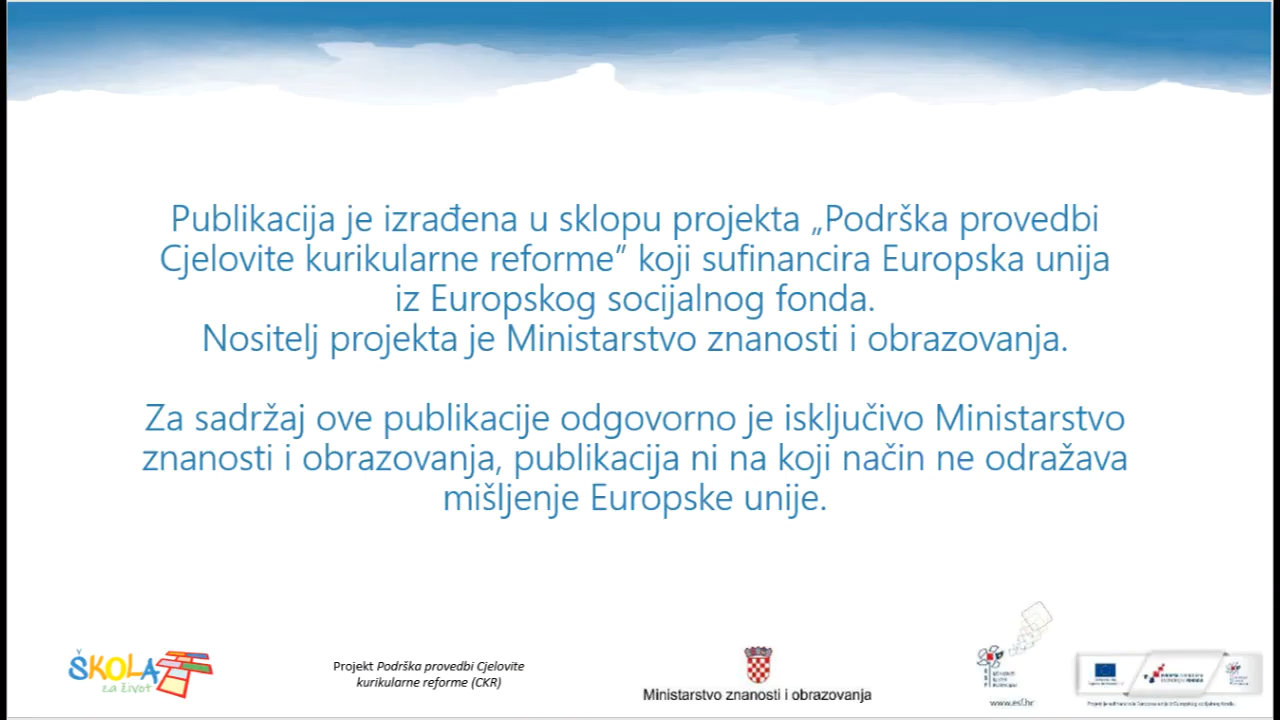 Publikacija je izrađena u sklopu projekta „Podrška provedbi
Cjelovite kurikularne reforme” koji sufinancira Europska unija
iz Europskog socijalnog fonda.
Nositelj projekta je Ministarstvo znanosti i obrazovanja.
Za sadržaj ove publikacije odgovorno je isključivo Ministarstvo
znanosti i obrazovanja, publikacija ni na koji način ne odražava
mišljenje Europske unije.
ŠKOLA
za život
Projekt Podrška provedbi Cjelovite
kurikularne reforme (CKR)
Ministarstvo znanosti i obrazovanja
www.esf.hr